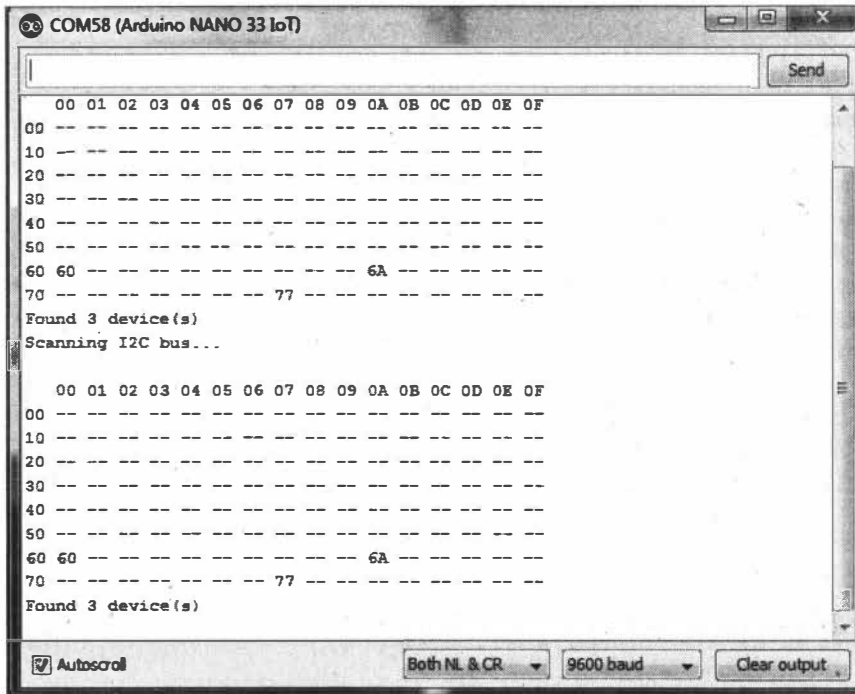 COM58 (Arduino NANO 33 IoT)
Send
00 01 02 03 04 05 06 07 08 09 0A 0B 0C 0D 0E 0F
00 -- -- -- -- -- -- -- -- -- -- -- -- -- -- -- --
10 -- -- -- -- -- -- -- -- -- -- -- -- -- -- -- --
20 -- -- -- -- -- -- -- -- -- -- -- -- -- -- -- --
30 -- -- -- -- -- -- -- -- -- -- -- -- -- -- -- --
40 -- -- -- -- -- -- -- -- -- -- -- -- -- -- -- --
50 -- -- -- -- -- -- -- -- -- -- -- -- -- -- -- --
60 60 -- -- -- -- -- -- -- -- -- 6A -- -- -- -- --
70 -- -- -- -- -- -- -- 77 -- -- -- -- -- -- -- --
Found 3 device(s)
Scanning I2C bus...
00 01 02 03 04 05 06 07 08 09 0A 0B 0C 0D 0E 0F
00 -- -- -- -- -- -- -- -- -- -- -- -- -- -- -- --
10 -- -- -- -- -- -- -- -- -- -- -- -- -- -- -- --
20 -- -- -- -- -- -- -- -- -- -- -- -- -- -- -- --
30 -- -- -- -- -- -- -- -- -- -- -- -- -- -- -- --
40 -- -- -- -- -- -- -- -- -- -- -- -- -- -- -- --
50 -- -- -- -- -- -- -- -- -- -- -- -- -- -- -- --
60 60 -- -- -- -- -- -- -- -- -- 6A -- -- -- -- --
70 -- -- -- -- -- -- -- 77 -- -- -- -- -- -- -- --
Found 3 device(s)
Autoscroll Both NL & CR 9600 baud Clear output